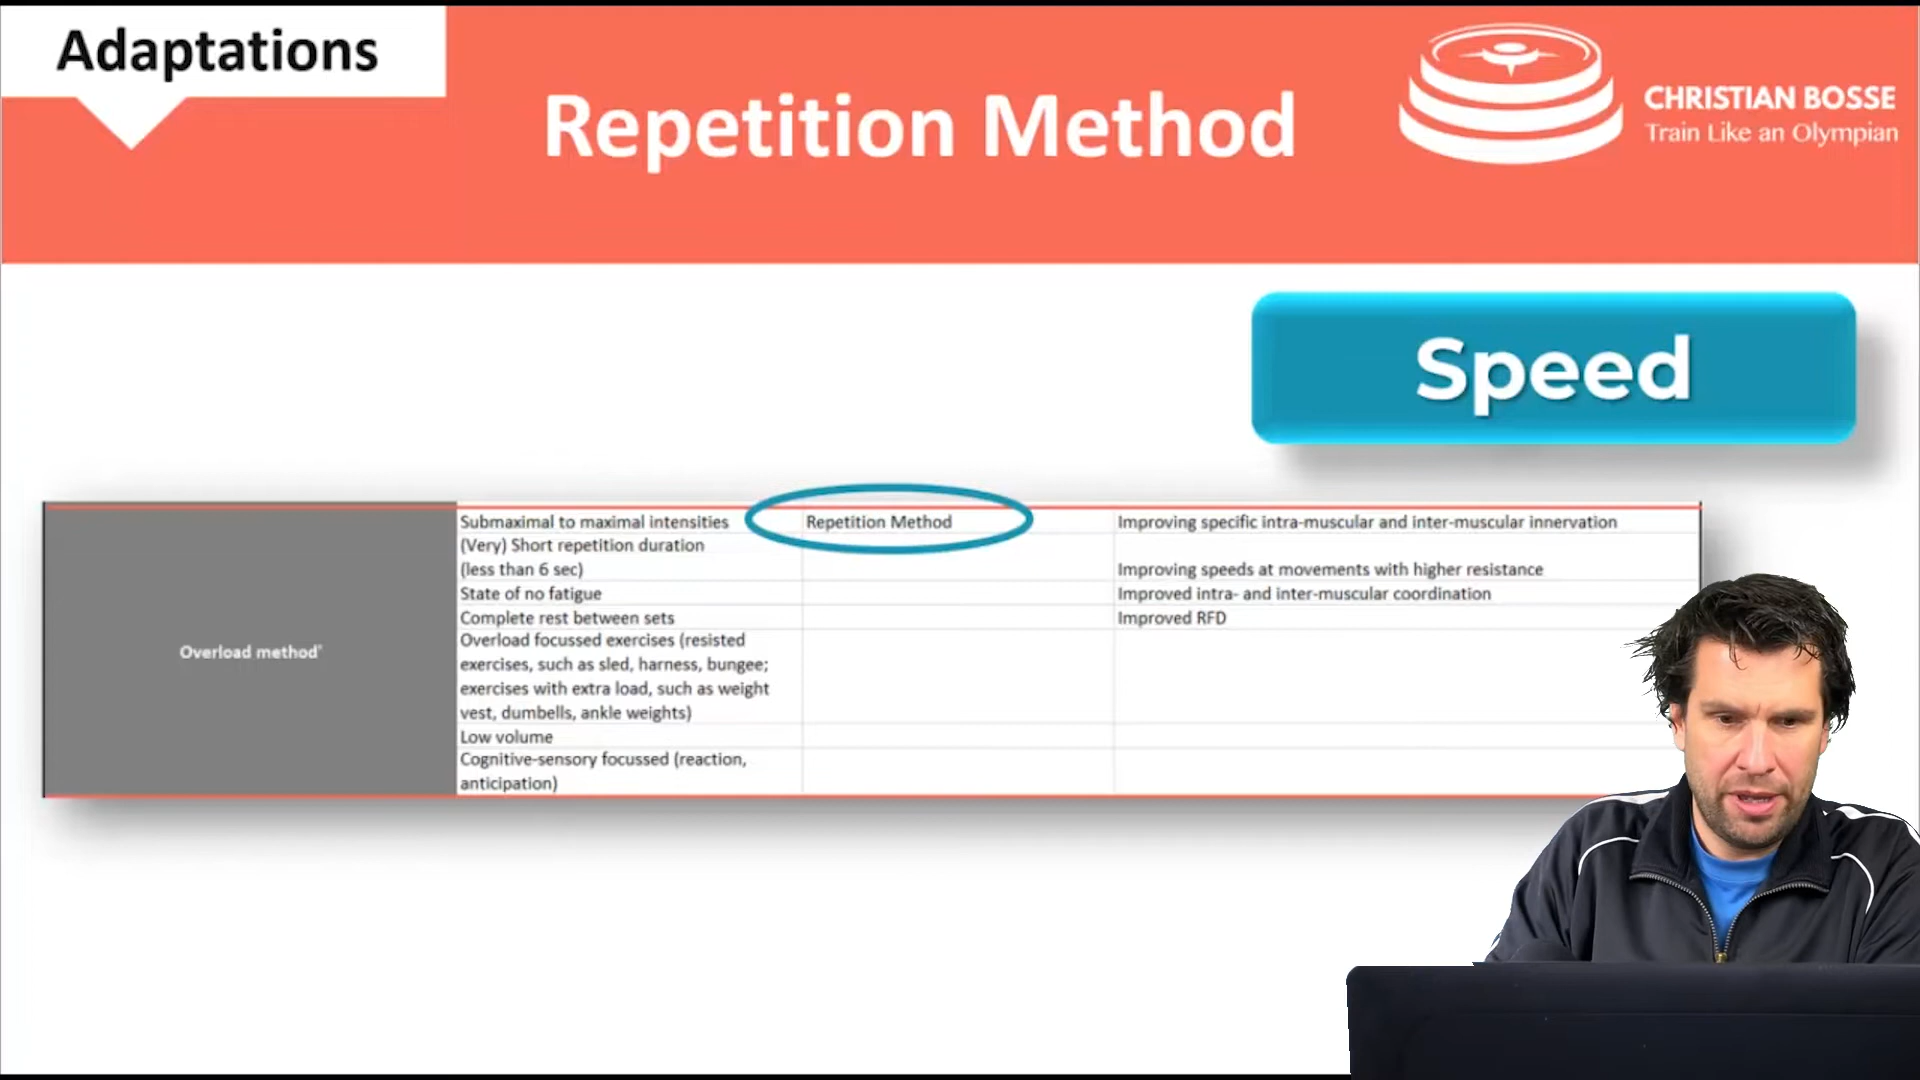 Adaptations
Repetition Method
CHRISTIAN BOSSE
Train Like an Olympian
Speed
Overload method'
Submaximal to maximal intensities
(Very) Short repetition duration
(less than 6 sec)
State of no fatigue
Complete rest between sets
Overload focussed exercises (resisted
exercises, such as sled, harness, bungee;
exercises with extra load, such as weight
vest, dumbells, ankle weights)
Low volume
Cognitive-sensory focussed (reaction,
anticipation)
Repetition Method
Improving specific intra-muscular and inter-muscular innervation
Improving speeds at movements with higher resistance
Improved intra- and inter-muscular coordination
Improved RFD